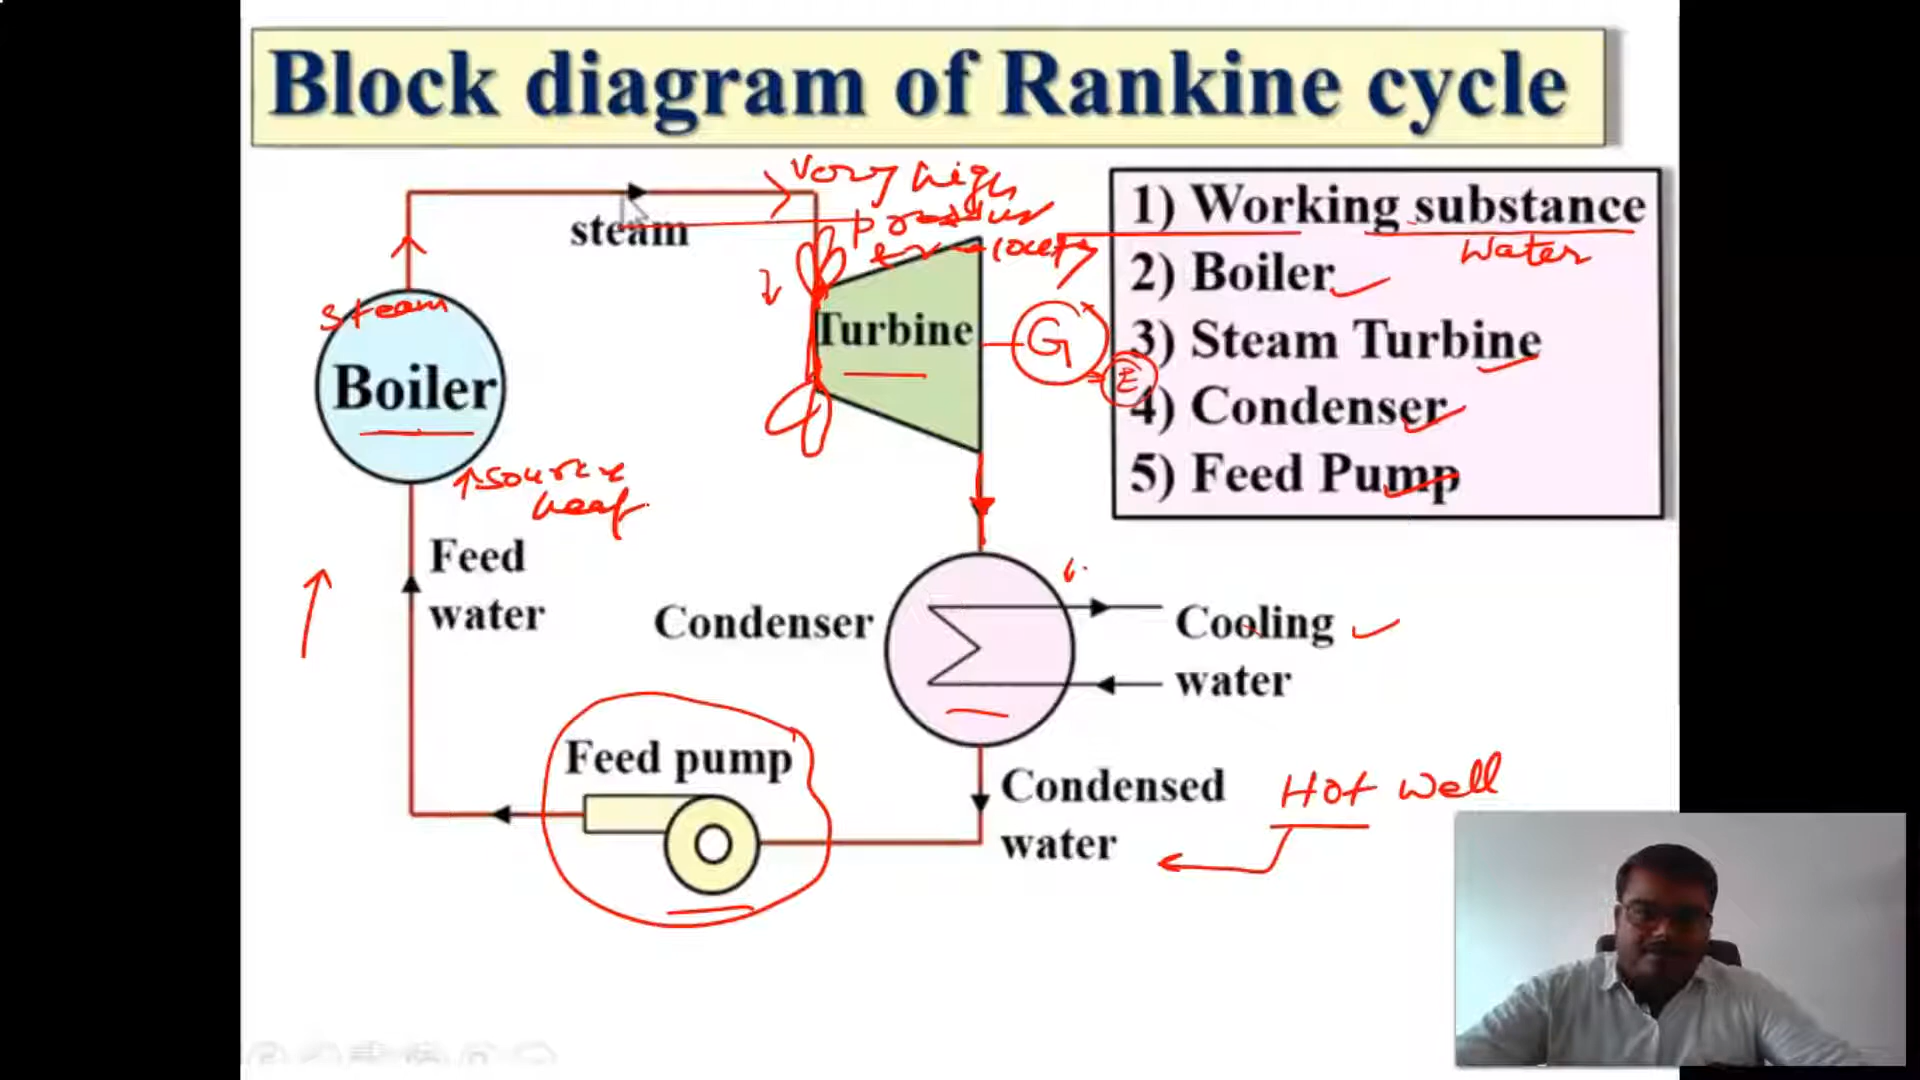 Block diagram of Rankine cycle
very high
pressure
steam
1) Working substance
Water
2) Boiler
3) Steam Turbine
4) Condenser
5) Feed Pump
steam
Boiler
Turbine
G
E
source
heat
Feed
water
Condenser
Cooling
water
Feed pump
Condensed
water
Hot well